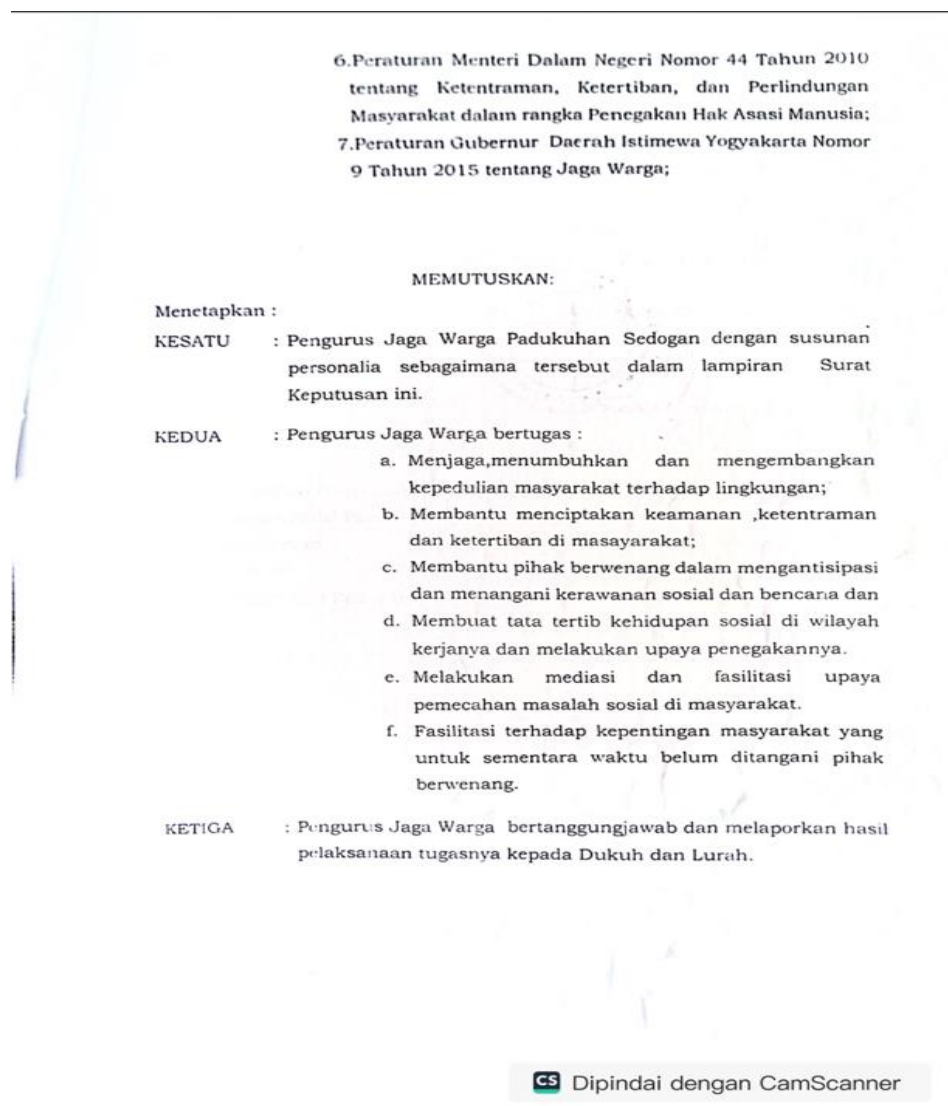 6.Peraturan Menteri Dalam Negeri Nomor 44 Tahun 2010
tentang Ketentraman, Ketertiban, dan Perlindungan
Masyarakat dalam rangka Penegakan Hak Asasi Manusia;
7.Peraturan Gubernur Daerah Istimewa Yogyakarta Nomor
9 Tahun 2015 tentang Jaga Warga;
MEMUTUSKAN:
Menetapkan :
KESATU : Pengurus Jaga Warga Padukuhan Sedogan dengan susunan
personalia sebagaimana tersebut dalam lampiran Surat
Keputusan ini.
KEDUA : Pengurus Jaga Warga bertugas :
a. Menjaga,menumbuhkan dan mengembangkan
kepedulian masyarakat terhadap lingkungan;
b. Membantu menciptakan keamanan ,ketentraman
dan ketertiban di masayarakat;
c. Membantu pihak berwenang dalam mengantisipasi
dan menangani kerawanan sosial dan bencana dan
d. Membuat tata tertib kehidupan sosial di wilayah
kerjanya dan melakukan upaya penegakannya.
e. Melakukan mediasi dan fasilitasi upaya
pemecahan masalah sosial di masyarakat.
f. Fasilitasi terhadap kepentingan masyarakat yang
untuk sementara waktu belum ditangani pihak
berwenang.
KETIGA : Pengurus Jaga Warga bertanggungjawab dan melaporkan hasil
pelaksanaan tugasnya kepada Dukuh dan Lurah.
CS Dipindai dengan CamScanner